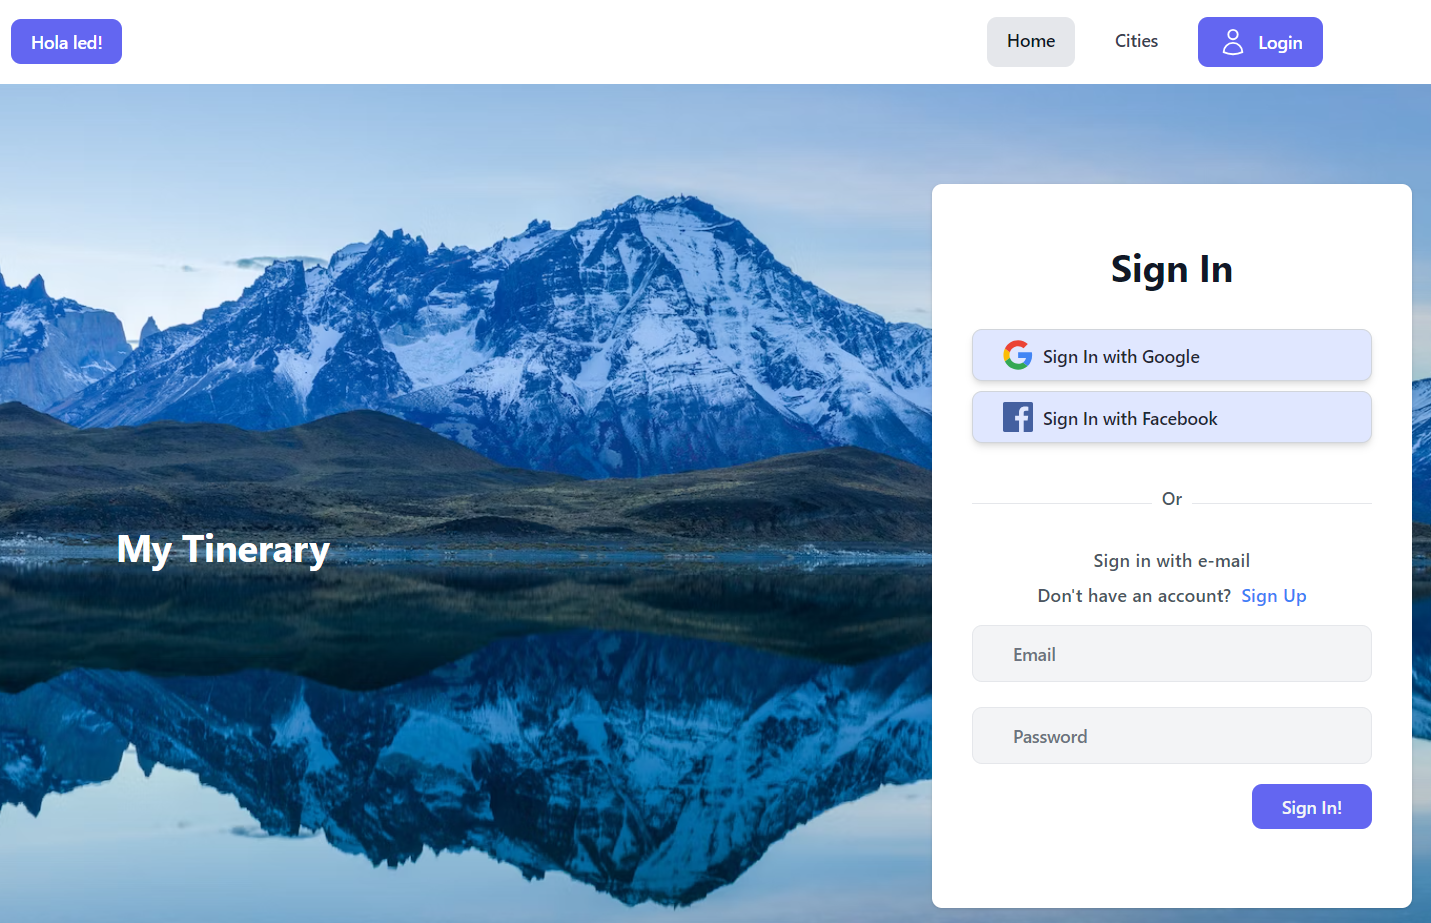 Hola led!
Home
Cities
Login
My Tinerary
Sign In
Sign In with Google
Sign In with Facebook
Or
Sign in with e-mail
Don't have an account? Sign Up
Email
Password
Sign In!